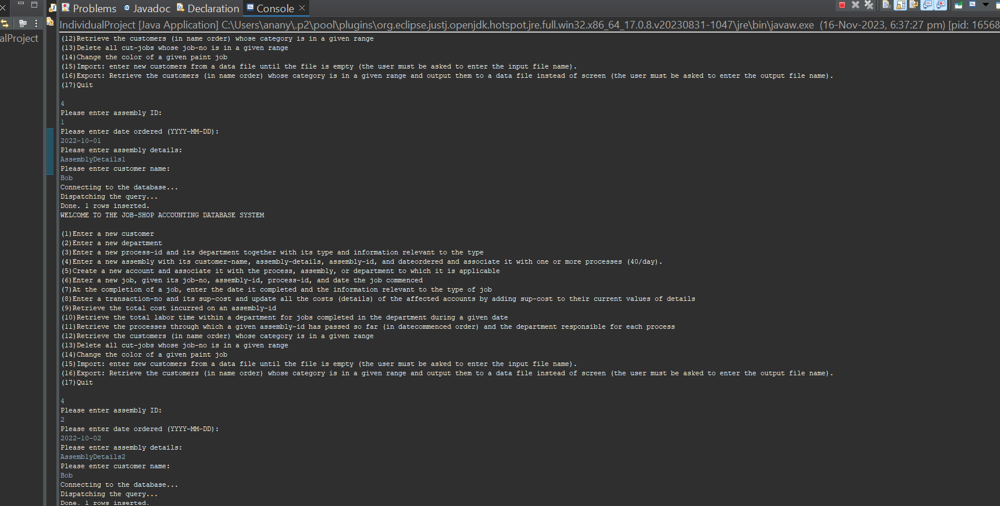 Problems @ Javadoc Declaration Console
IndividualProject [Java Application] C:\Users\anany\.p2\pool\plugins\org.eclipse.justj.openjdk.hotspot.jre.full.win32.x86_64_17.0.8.v20230831-1047\jre\bin\javaw.exe (16-Nov-2023, 6:37:27 pm) [pid: 16568
alProject
(12)Retrieve the customers (in name order) whose category is in a given range
(13)Delete all cut-jobs whose job-no is in a given range
(14)Change the color of a given paint job
(15)Import: enter new customers from a data file until the file is empty (the user must be asked to enter the input file name).
(16)Export: Retrieve the customers (in name order) whose category is in a given range and output them to a data file instead of screen (the user must be asked to enter the output file name).
(17)Quit
4
Please enter assembly ID:
1
Please enter date ordered (YYYY-MM-DD):
2022-10-01
Please enter assembly details:
AssemblyDetails1
Please enter customer name:
Bob
Connecting to the database...
Dispatching the query...
Done. 1 rows inserted.
WELCOME TO THE JOB-SHOP ACCOUNTING DATABASE SYSTEM
(1)Enter a new customer
(2)Enter a new department
(3)Enter a new process-id and its department together with its type and information relevant to the type
(4)Enter a new assembly with its customer-name, assembly-details, assembly-id, and dateordered and associate it with one or more processes (40/day).
(5)Create a new account and associate it with the process, assembly, or department to which it is applicable
(6)Enter a new job, given its job-no, assembly-id, process-id, and date the job commenced
(7)At the completion of a job, enter the date it completed and the information relevant to the type of job
(8)Enter a transaction-no and its sup-cost and update all the costs (details) of the affected accounts by adding sup-cost to their current values of details
(9)Retrieve the total cost incurred on an assembly-id
(10)Retrieve the total labor time within a department for jobs completed in the department during a given date
(11)Retrieve the processes through which a given assembly-id has passed so far (in datecommenced order) and the department responsible for each process
(12)Retrieve the customers (in name order) whose category is in a given range
(13)Delete all cut-jobs whose job-no is in a given range
(14)Change the color of a given paint job
(15)Import: enter new customers from a data file until the file is empty (the user must be asked to enter the input file name).
(16)Export: Retrieve the customers (in name order) whose category is in a given range and output them to a data file instead of screen (the user must be asked to enter the output file name).
(17)Quit
4
Please enter assembly ID:
2
Please enter date ordered (YYYY-MM-DD):
2022-10-02
Please enter assembly details:
AssemblyDetails2
Please enter customer name:
Bob
Connecting to the database...
Dispatching the query...
Done. 1 rows inserted.